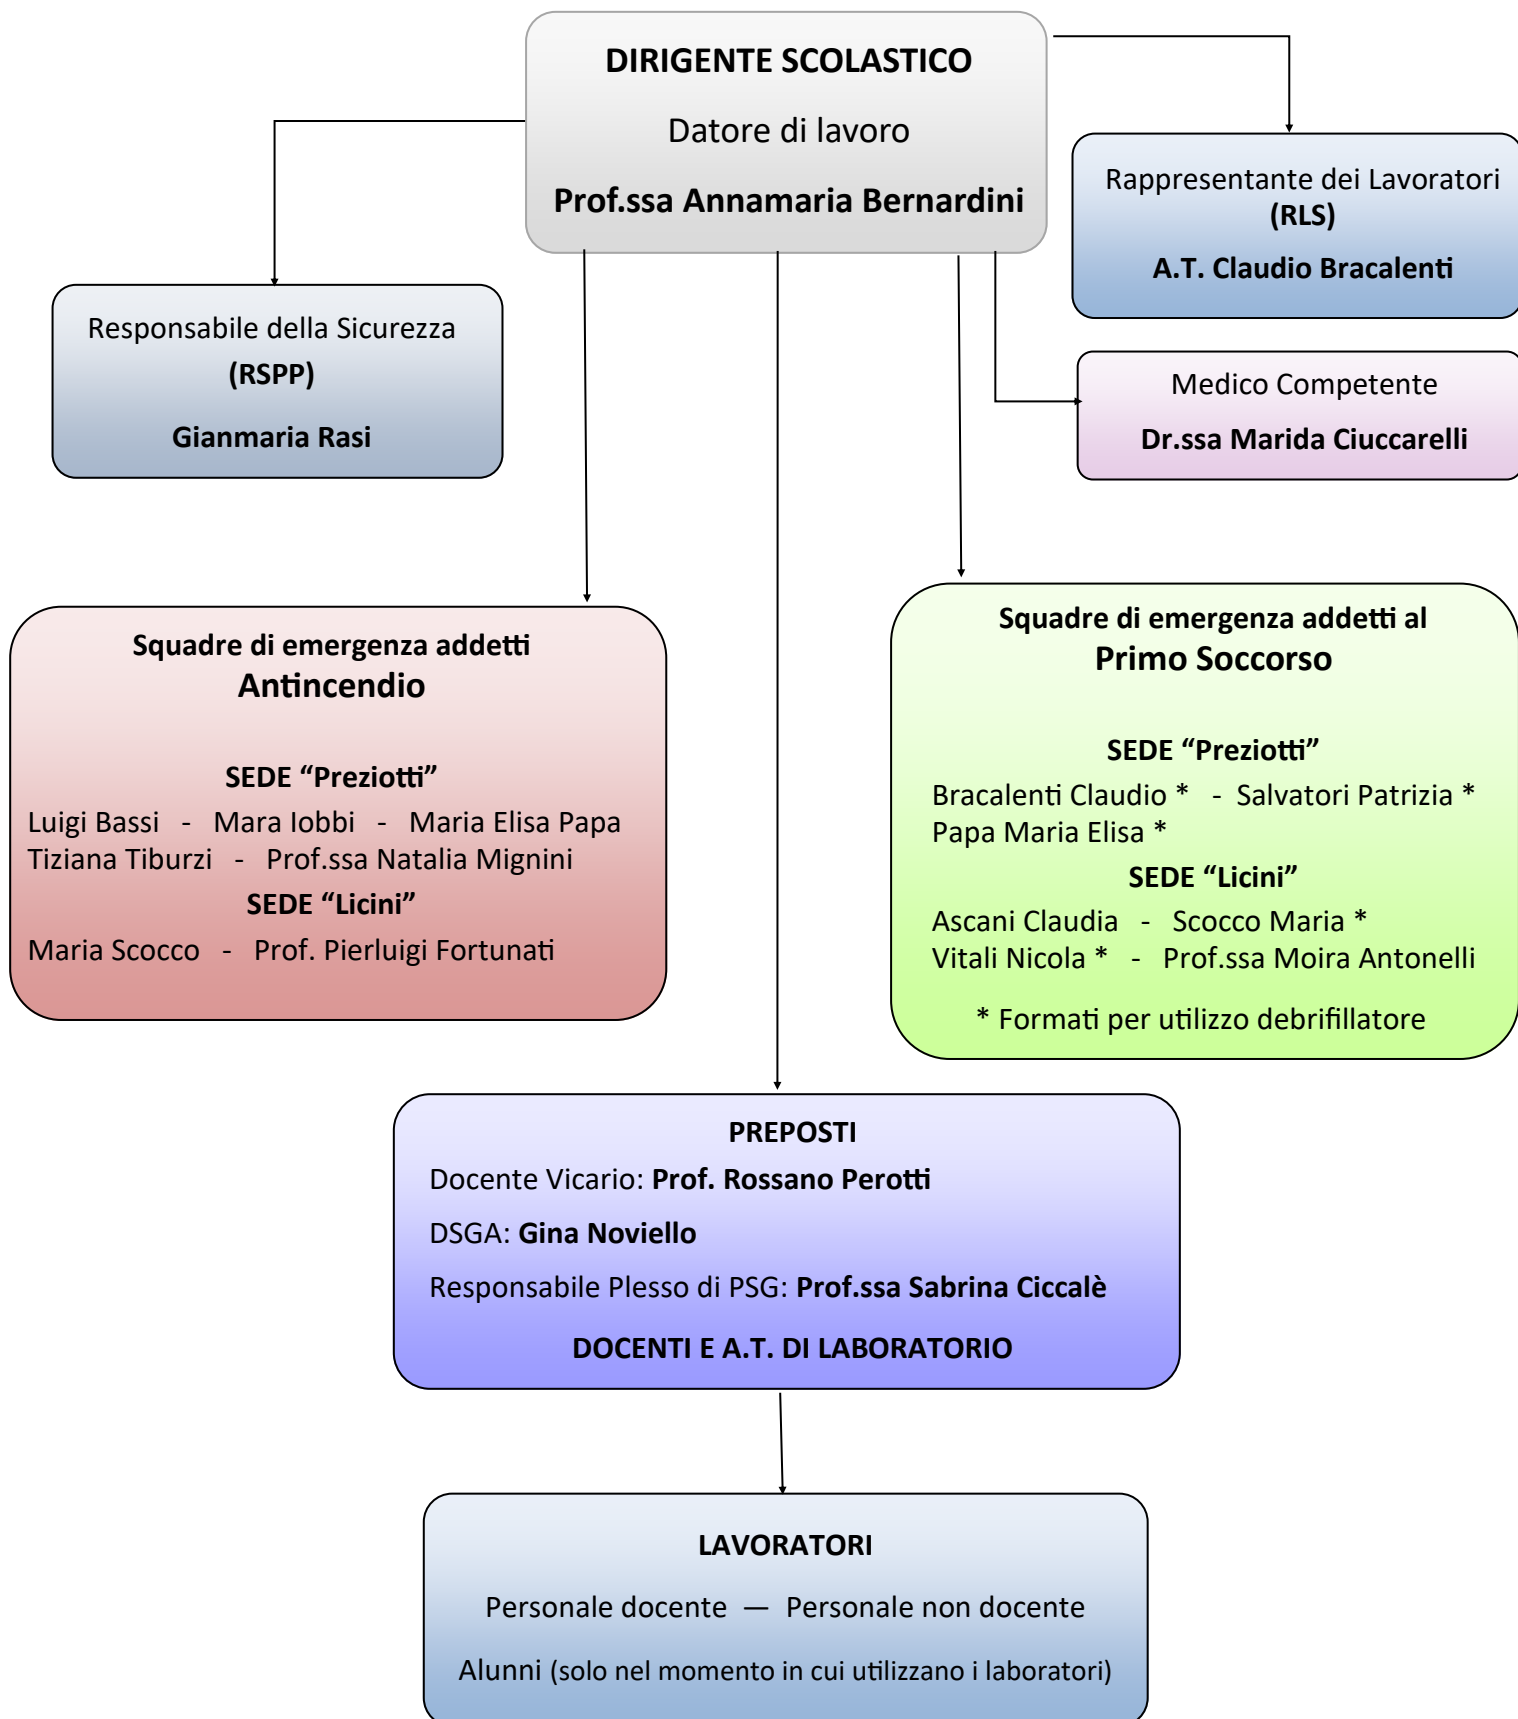 DIRIGENTE SCOLASTICO
Datore di lavoro
Prof.ssa Annamaria Bernardini
Rappresentante dei Lavoratori
(RLS)
A.T. Claudio Bracalenti
Responsabile della Sicurezza
(RSPP)
Gianmaria Rasi
Medico Competente
Dr.ssa Marida Ciuccarelli
Squadre di emergenza addetti
Antincendio
SEDE “Preziotti”
Luigi Bassi - Mara Iobbi - Maria Elisa Papa
Tiziana Tiburzi - Prof.ssa Natalia Mignini
SEDE “Licini”
Maria Scocco - Prof. Pierluigi Fortunati
Squadre di emergenza addetti al
Primo Soccorso
SEDE “Preziotti”
Bracalenti Claudio * - Salvatori Patrizia *
Papa Maria Elisa *
SEDE “Licini”
Ascani Claudia - Scocco Maria *
Vitali Nicola * - Prof.ssa Moira Antonelli
* Formati per utilizzo debrifillatore
PREPOSTI
Docente Vicario: Prof. Rossano Perotti
DSGA: Gina Noviello
Responsabile Plesso di PSG: Prof.ssa Sabrina Ciccalè
DOCENTI E A.T. DI LABORATORIO
LAVORATORI
Personale docente — Personale non docente
Alunni (solo nel momento in cui utilizzano i laboratori)